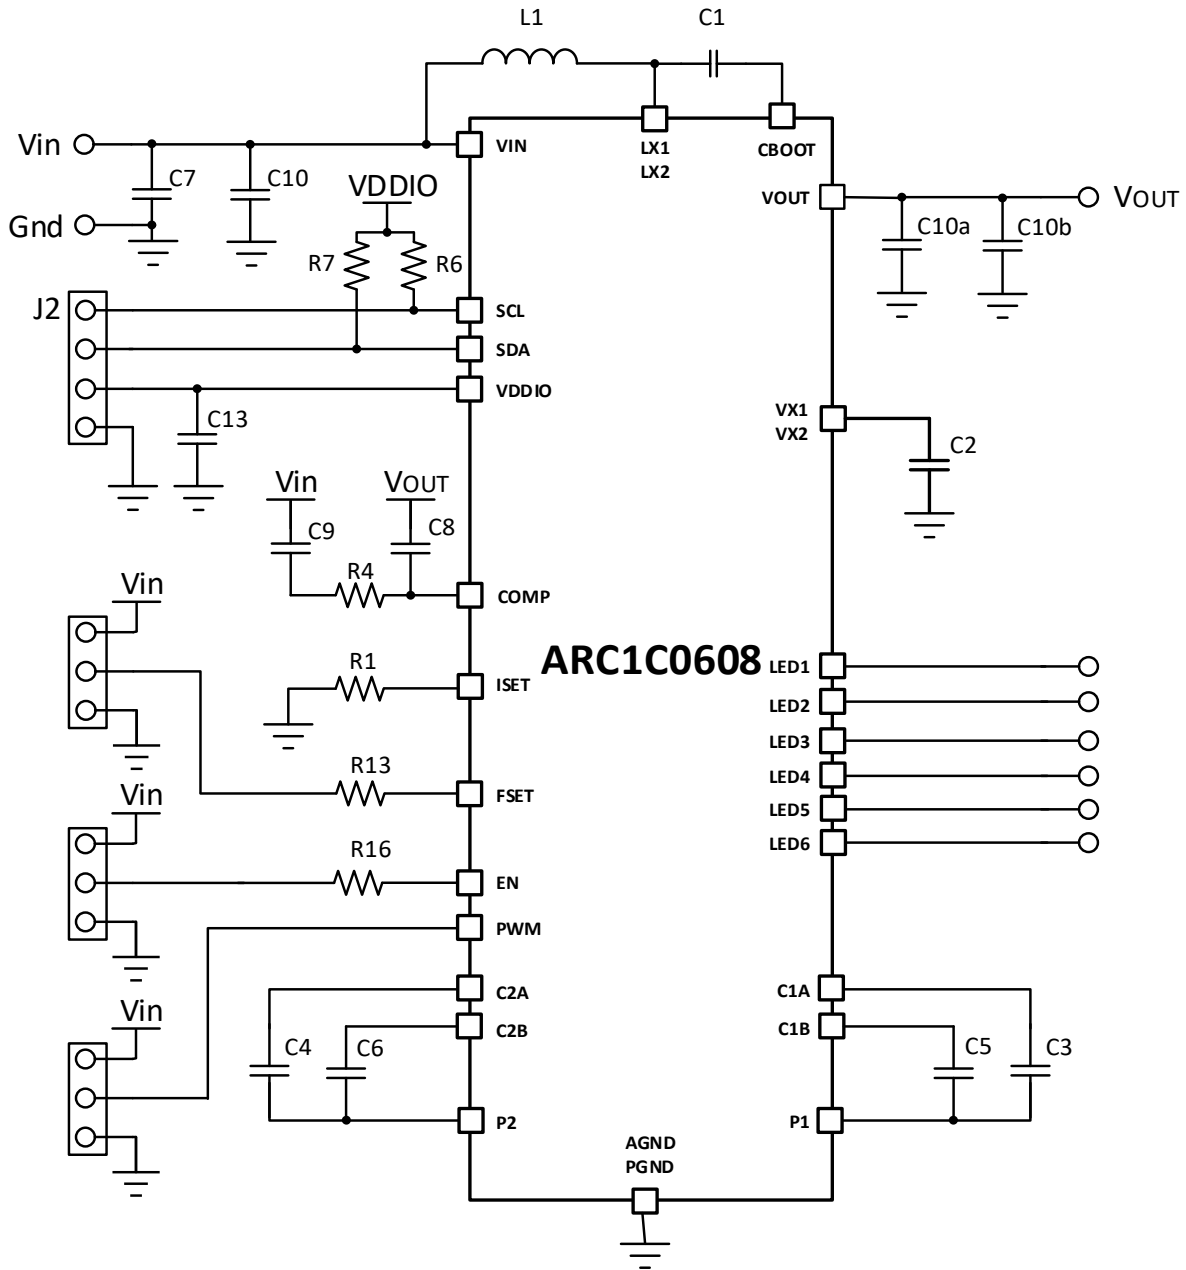 L1
C1
Vin
VIN
LX1
LX2
CBOOT
C7
C10
VDDIO
VOUT
VOUT
Gnd
C10a
C10b
R7
R6
J2
SCL
SDA
VDDIO
C13
VX1
VX2
C2
Vin
VOUT
C9
C8
R4
COMP
Vin
R1
ISET
ARC1C0608
LED1
LED2
LED3
LED4
LED5
LED6
R13
FSET
Vin
R16
EN
PWM
C2A
C2B
C1A
C1B
Vin
C4
C6
C5
C3
P2
P1
AGND
PGND